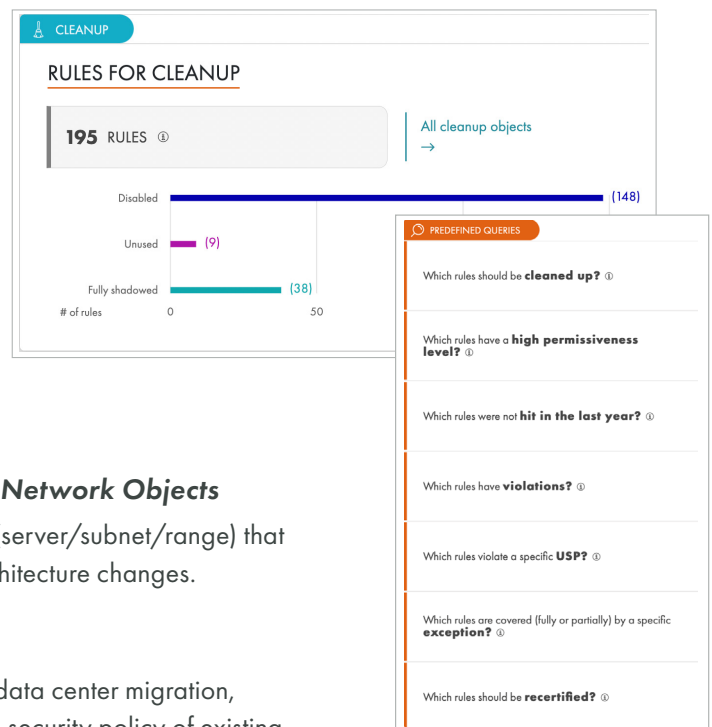 CLEANUP
RULES FOR CLEANUP
195 RULES
All cleanup objects
→
Disabled (148)
Unused (9)
Fully shadowed (38)
# of rules 0 50
PREDEFINED QUERIES
Which rules should be cleaned up?
Which rules have a high permissiveness
level?
Which rules were not hit in the last year?
Which rules have violations?
Which rules violate a specific USP?
Which rules are covered (fully or partially) by a specific
exception?
Which rules should be recertified?
Network Objects
(server/subnet/range) that
hitecture changes.
data center migration,
security policy of existing